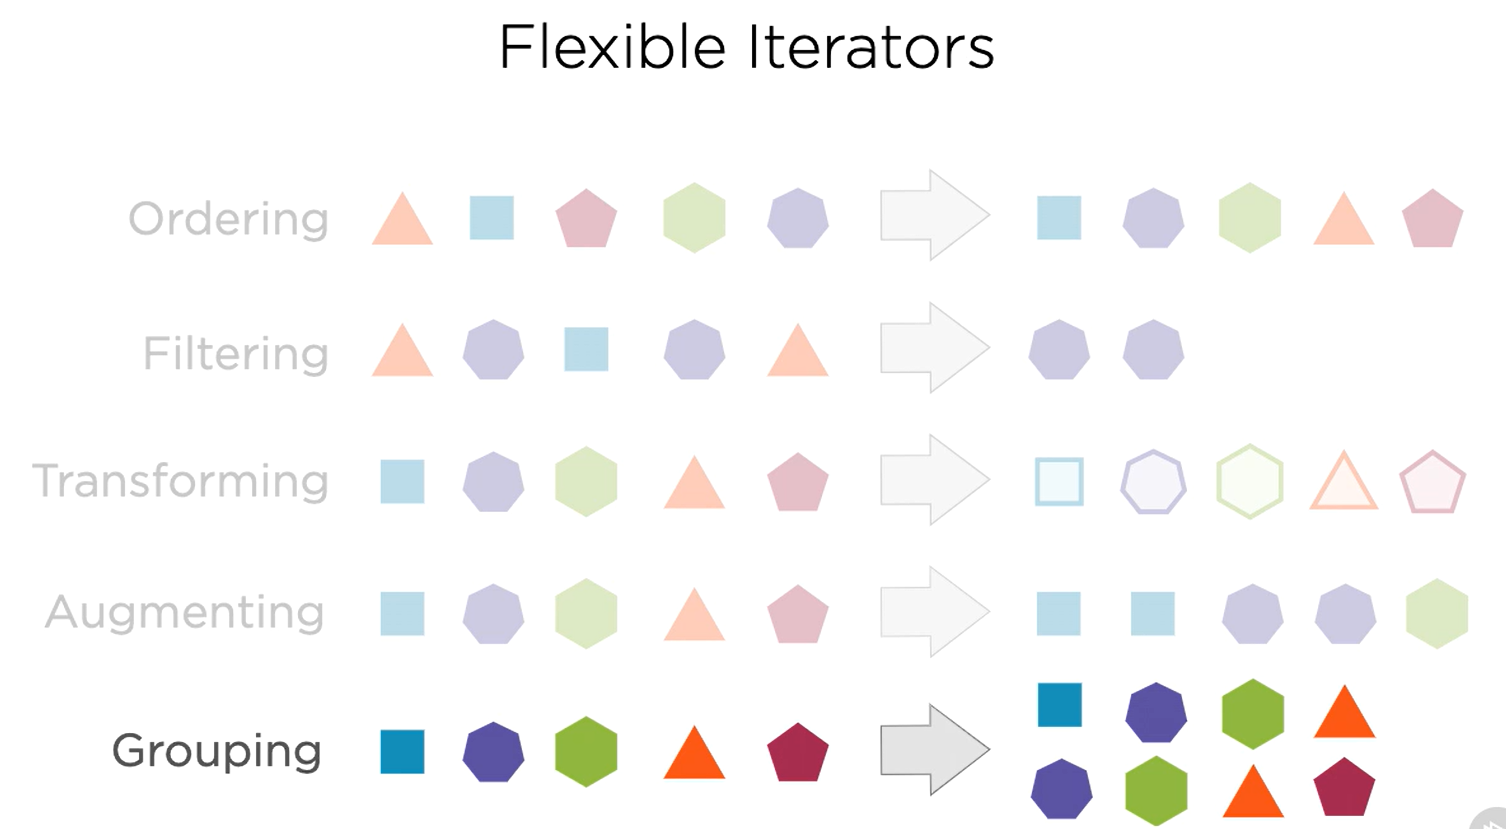 Flexible Iterators
Ordering
Filtering
Transforming
Augmenting
Grouping